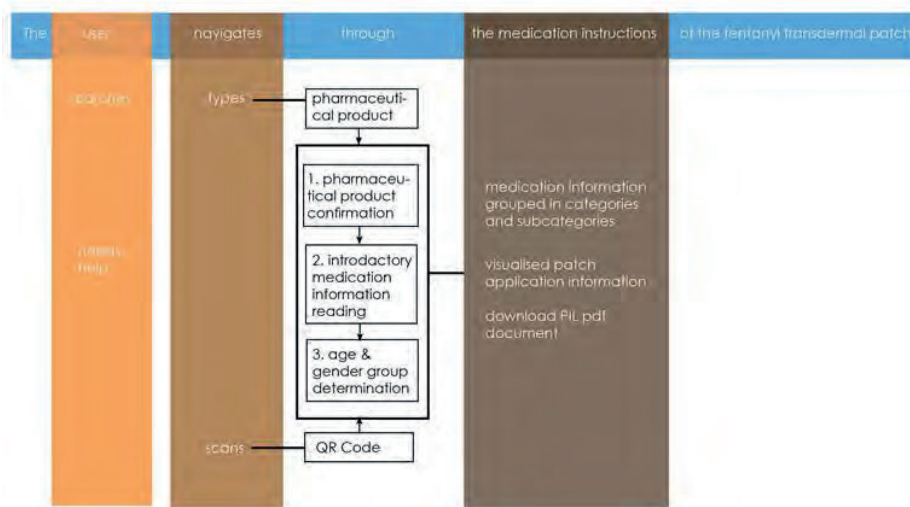 The user navigates through the medication instructions of the fentanyl transdermal patch
types
pharmaceuti-
cal product
1. pharmaceu-
tical product
confirmation
medication information
grouped in categories
and subcategories
help
2. introdactory
medication
information
reading
visualised patch
application information
download PiL pdf
document
3. age &
gender group
determination
scans
QR Code